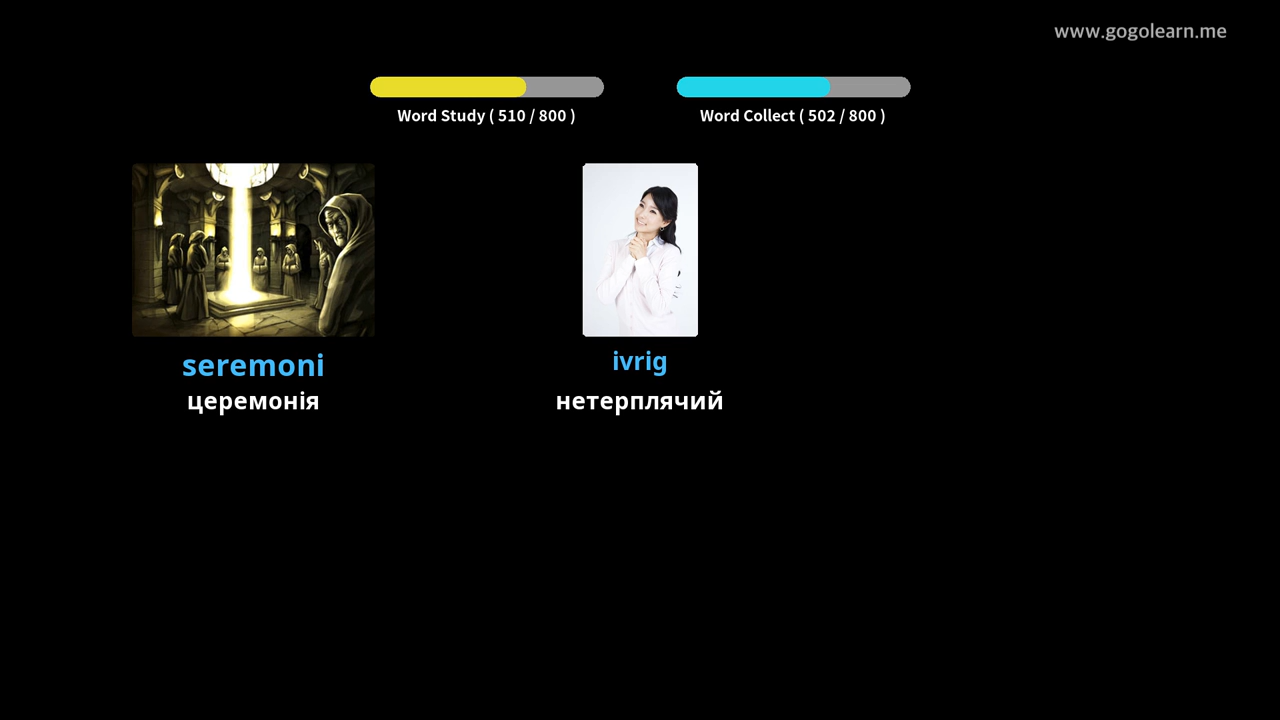 www.gogolearn.me
Word Study ( 510 / 800 )
Word Collect ( 502 / 800 )
seremoni
церемонія
ivrig
нетерплячий